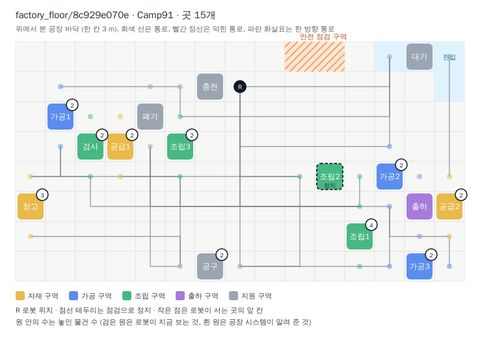 factory_floor/8c929e070e · Camp91 · 곳 15개
위에서 본 공장 바닥 (한 칸 3 m). 회색 선은 통로, 빨간 점선은 막힌 통로, 파란 화살표는 한 방향 통로
안전 점검 구역
대기
진입
충전
R
2
가공1
폐기
2
검사
2
공급1
2
조립3
조립2
정지
2
가공2
3
창고
출하
2
공급2
4
조립1
2
공구
2
가공3
자재 구역
가공 구역
조립 구역
출하 구역
지원 구역
R 로봇 위치 · 점선 테두리는 점검으로 정지 · 작은 점은 로봇이 서는 곳의 앞 칸
원 안의 수는 놓인 물건 수 (검은 원은 로봇이 지금 보는 것, 흰 원은 공장 시스템이 알려 준 것)